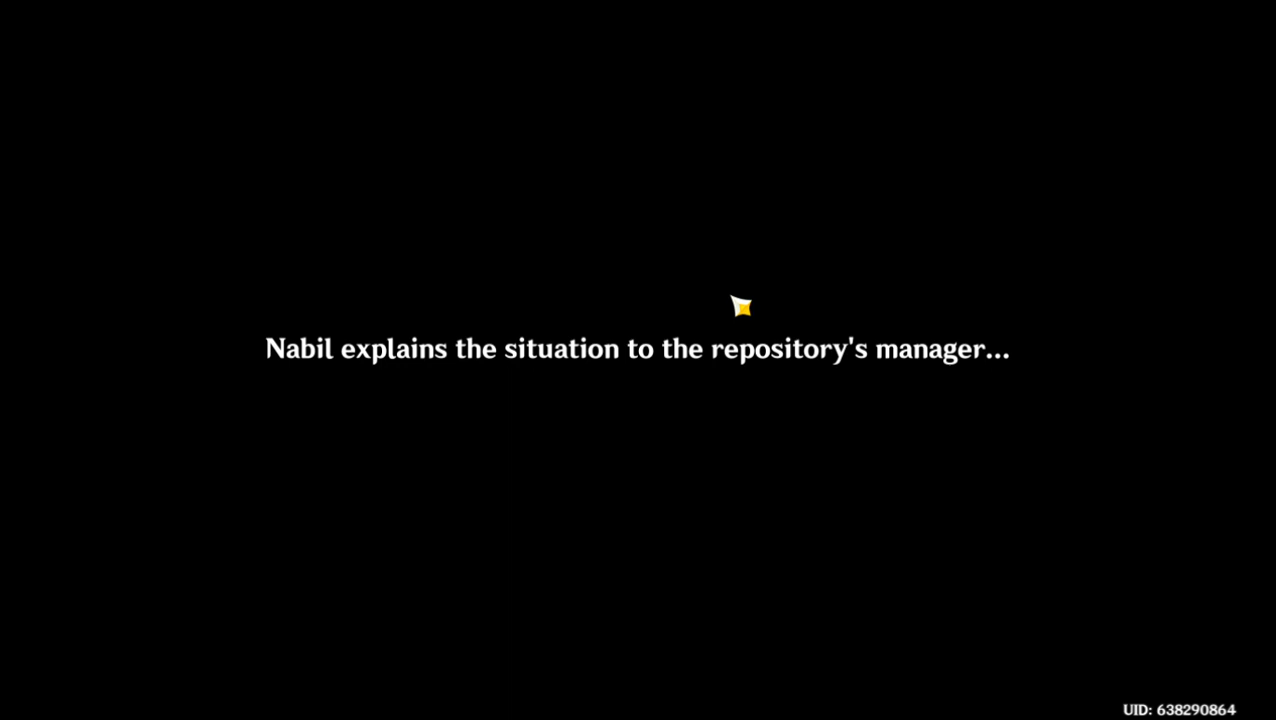 Nabil explains the situation to the repository's manager...
UID: 638290864